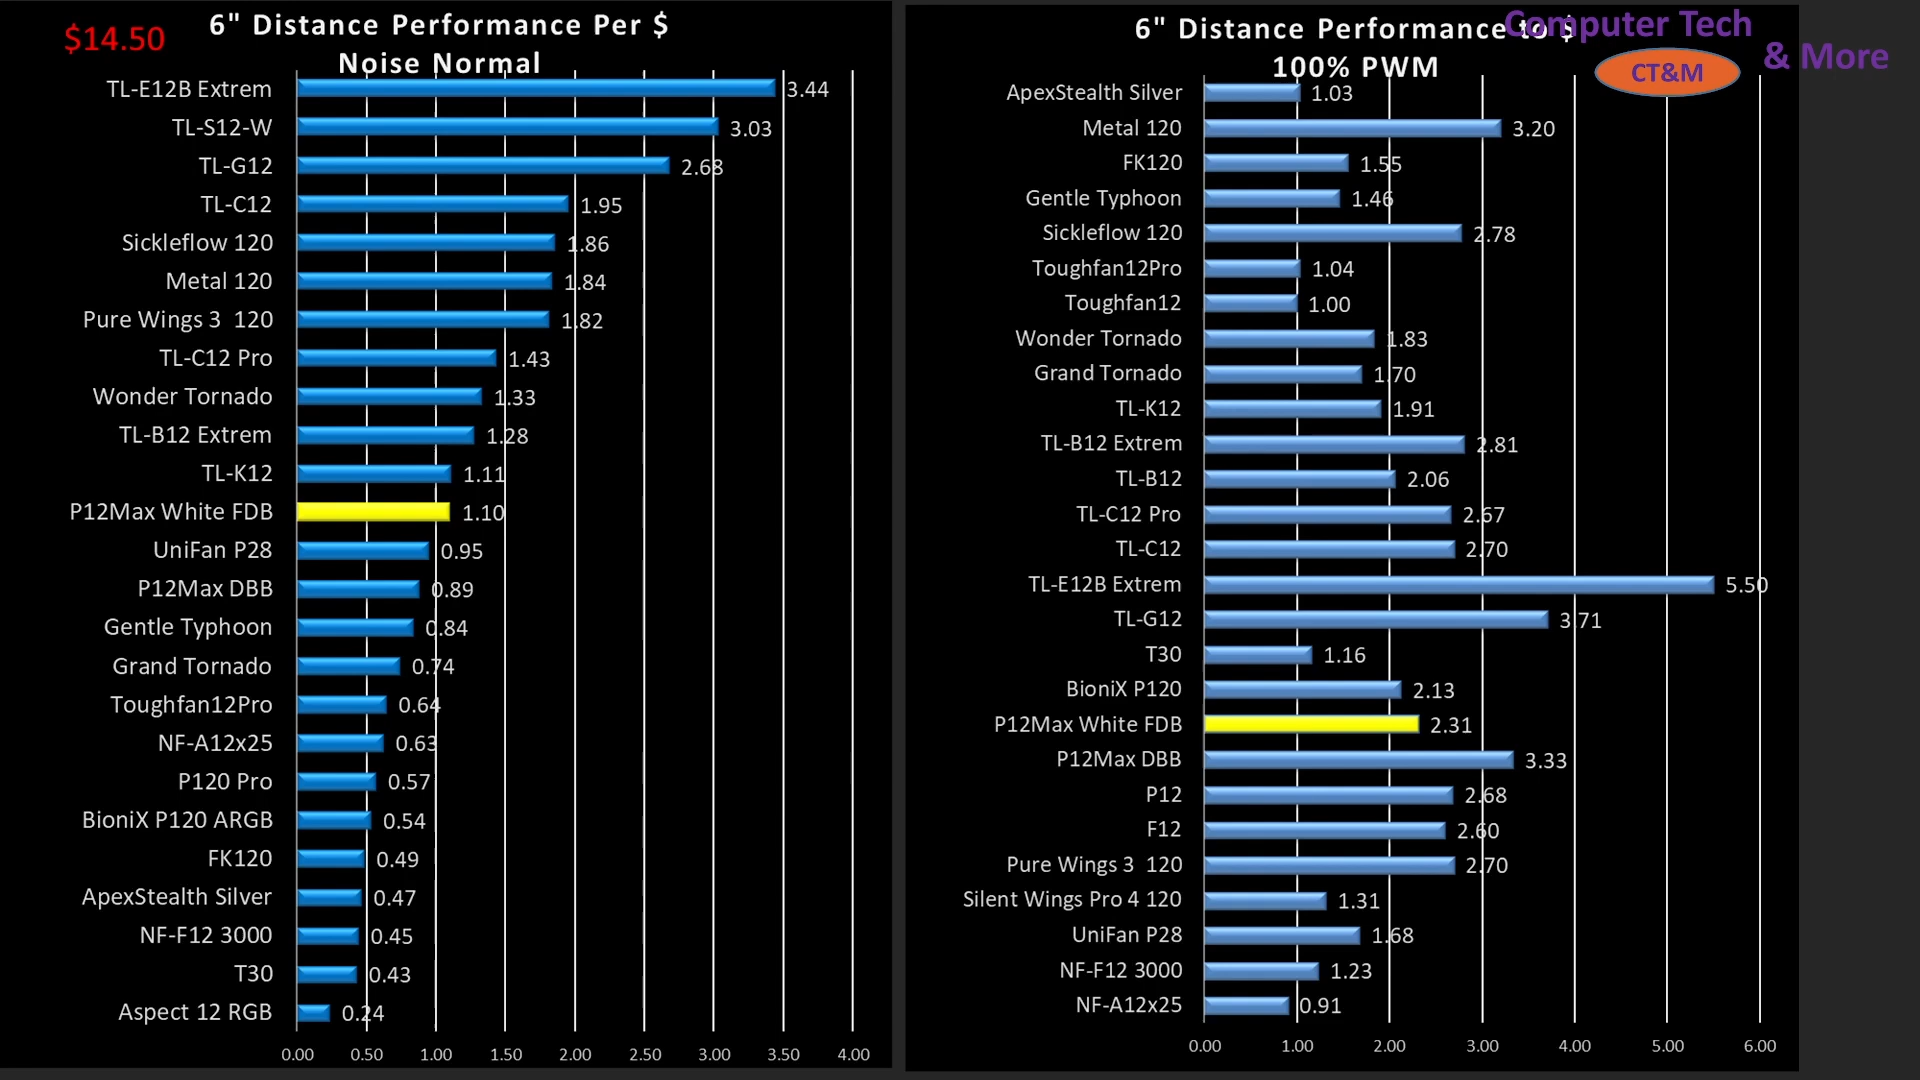 $14.50
6" Distance Performance Per $
Noise Normal
TL-E12B Extrem 3.44
TL-S12-W 3.03
TL-G12 2.68
TL-C12 1.95
Sickleflow 120 1.86
Metal 120 1.84
Pure Wings 3 120 1.82
TL-C12 Pro 1.43
Wonder Tornado 1.33
TL-B12 Extrem 1.28
TL-K12 1.11
P12Max White FDB 1.10
UniFan P28 0.95
P12Max DBB 0.89
Gentle Typhoon 0.84
Grand Tornado 0.74
Toughfan12Pro 0.64
NF-A12x25 0.63
P120 Pro 0.57
BioniX P120 ARGB 0.54
FK120 0.49
ApexStealth Silver 0.47
NF-F12 3000 0.45
T30 0.43
Aspect 12 RGB 0.24
0.00 0.50 1.00 1.50 2.00 2.50 3.00 3.50 4.00
6" Distance Performance to $
100% PWM
Computer Tech
& More
CT&M
ApexStealth Silver 1.03
Metal 120 3.20
FK120 1.55
Gentle Typhoon 1.46
Sickleflow 120 2.78
Toughfan12Pro 1.04
Toughfan12 1.00
Wonder Tornado 1.83
Grand Tornado 1.70
TL-K12 1.91
TL-B12 Extrem 2.81
TL-B12 2.06
TL-C12 Pro 2.67
TL-C12 2.70
TL-E12B Extrem 5.50
TL-G12 3.71
T30 1.16
BioniX P120 2.13
P12Max White FDB 2.31
P12Max DBB 3.33
P12 2.68
F12 2.60
Pure Wings 3 120 2.70
Silent Wings Pro 4 120 1.31
UniFan P28 1.68
NF-F12 3000 1.23
NF-A12x25 0.91
0.00 1.00 2.00 3.00 4.00 5.00 6.00